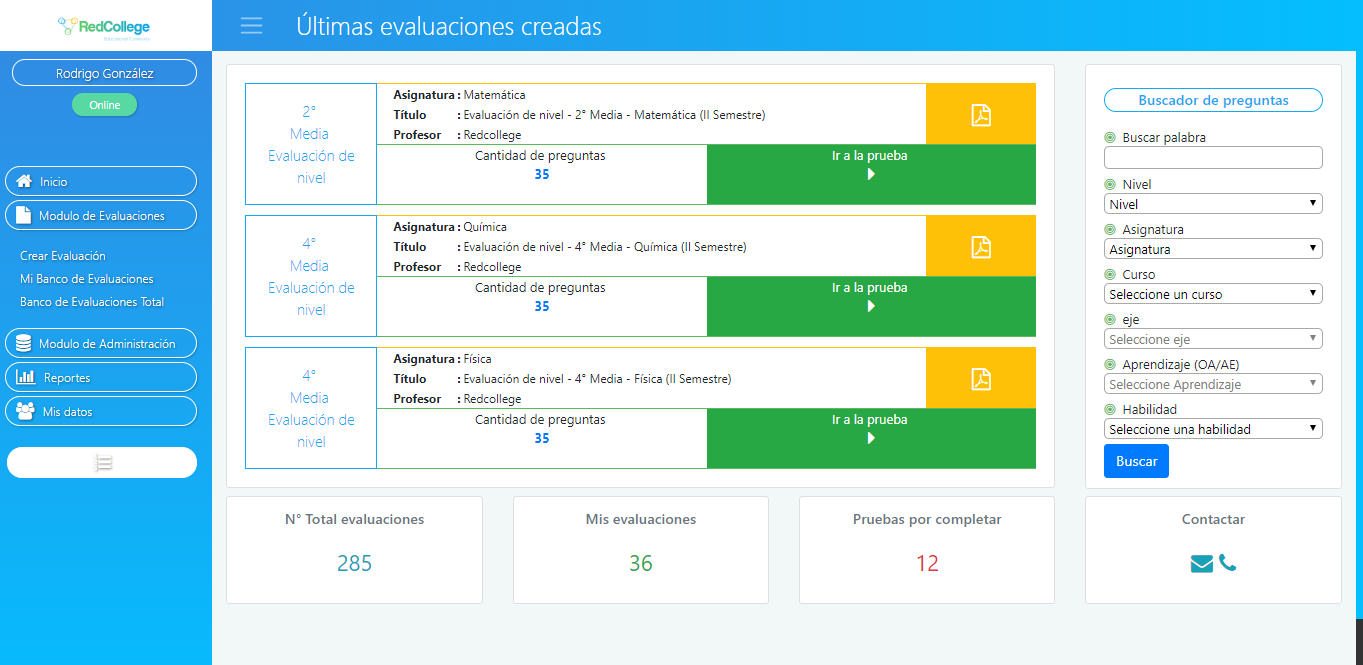 RedCollege
Últimas evaluaciones creadas
Rodrigo González
Online
Inicio
Modulo de Evaluaciones
Crear Evaluación
Mi Banco de Evaluaciones
Banco de Evaluaciones Total
Modulo de Administración
Reportes
Mis datos
2°
Media
Evaluación de
nivel
Asignatura : Matemática
Título : Evaluación de nivel - 2° Media - Matemática (II Semestre)
Profesor : Redcollege
Cantidad de preguntas
35
Ir a la prueba
4°
Media
Evaluación de
nivel
Asignatura : Química
Título : Evaluación de nivel - 4° Media - Química (II Semestre)
Profesor : Redcollege
Cantidad de preguntas
35
Ir a la prueba
4°
Media
Evaluación de
nivel
Asignatura : Física
Título : Evaluación de nivel - 4° Media - Física (II Semestre)
Profesor : Redcollege
Cantidad de preguntas
35
Ir a la prueba
Buscador de preguntas
Buscar palabra
Nivel
Nivel
Asignatura
Asignatura
Curso
Seleccione un curso
eje
Seleccione eje
Aprendizaje (OA/AE)
Seleccione Aprendizaje
Habilidad
Seleccione una habilidad
Buscar
N° Total evaluaciones
285
Mis evaluaciones
36
Pruebas por completar
12
Contactar